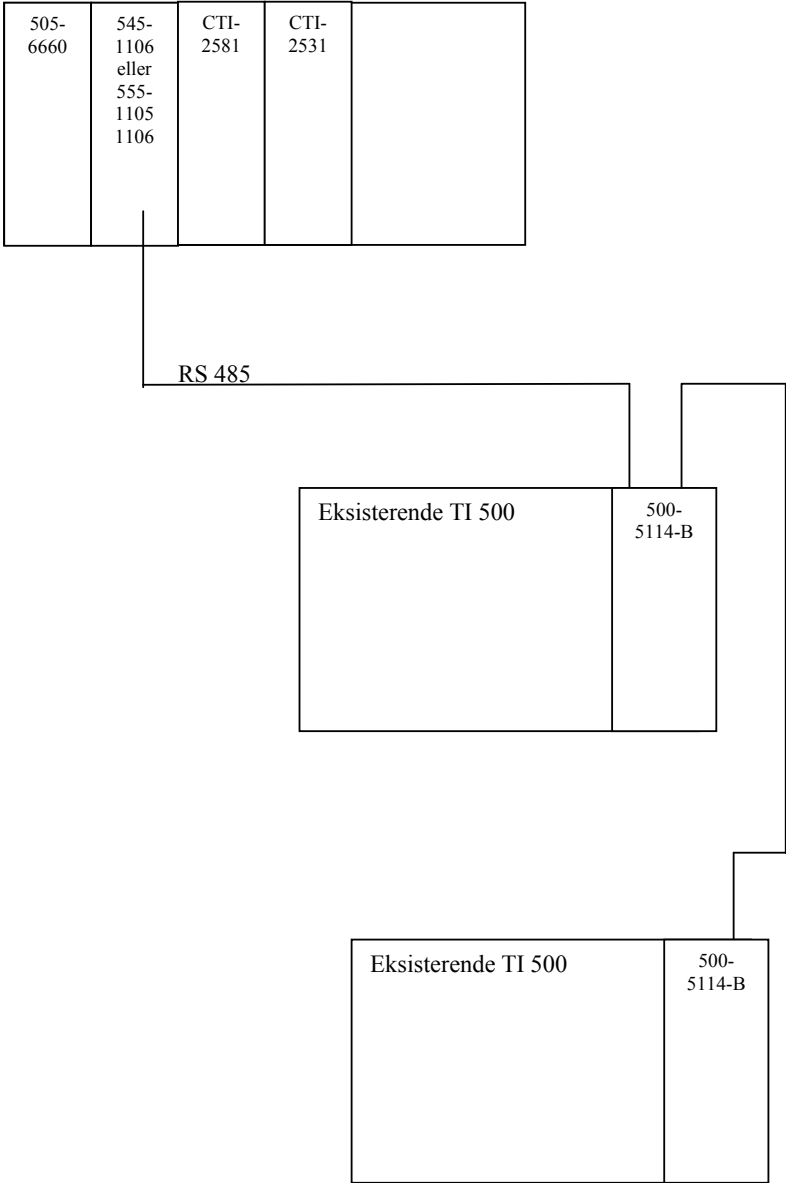 505-
6660
545-
1106
eller
555-
1105
1106
CTI-
2581
CTI-
2531
RS 485
Eksisterende TI 500
500-
5114-B
Eksisterende TI 500
500-
5114-B